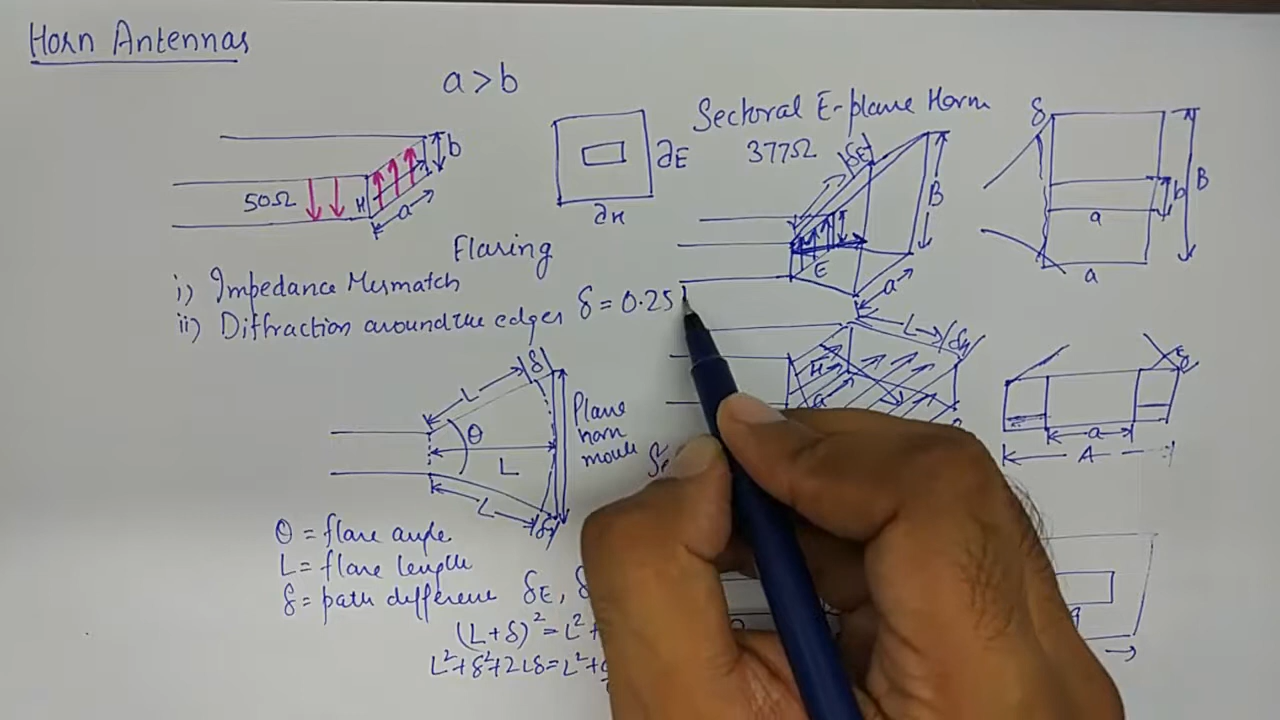 Horn Antennas
a > b
50Ω
H
b
a
∂E
∂H
Sectoral E-plane Horn
377Ω
δE
B
E
a
δ
b
B
a
a
Flaring
i) Impedance Mismatch
ii) Diffraction around the edges δ = 0.25
L
δH
H
a
a
A
L
δ
θ
L
L
Plane
horn
mouth
θ = flare angle
L = flare length
δ = path difference δE, δ
(L+δ)² = L² +
L² + δ² + 2Lδ = L² +